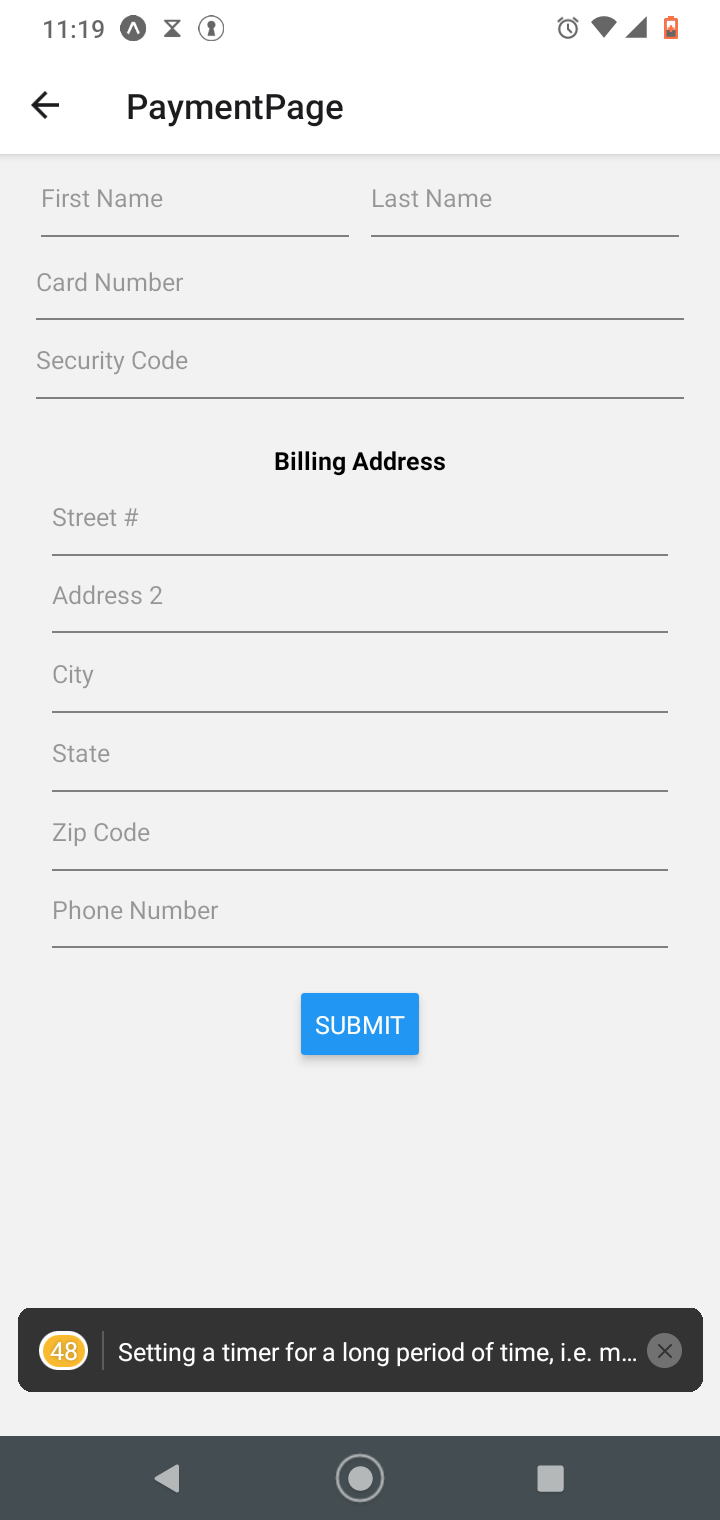 11:19
PaymentPage
First Name Last Name
Card Number
Security Code
Billing Address
Street #
Address 2
City
State
Zip Code
Phone Number
SUBMIT
48 Setting a timer for a long period of time, i.e. m...